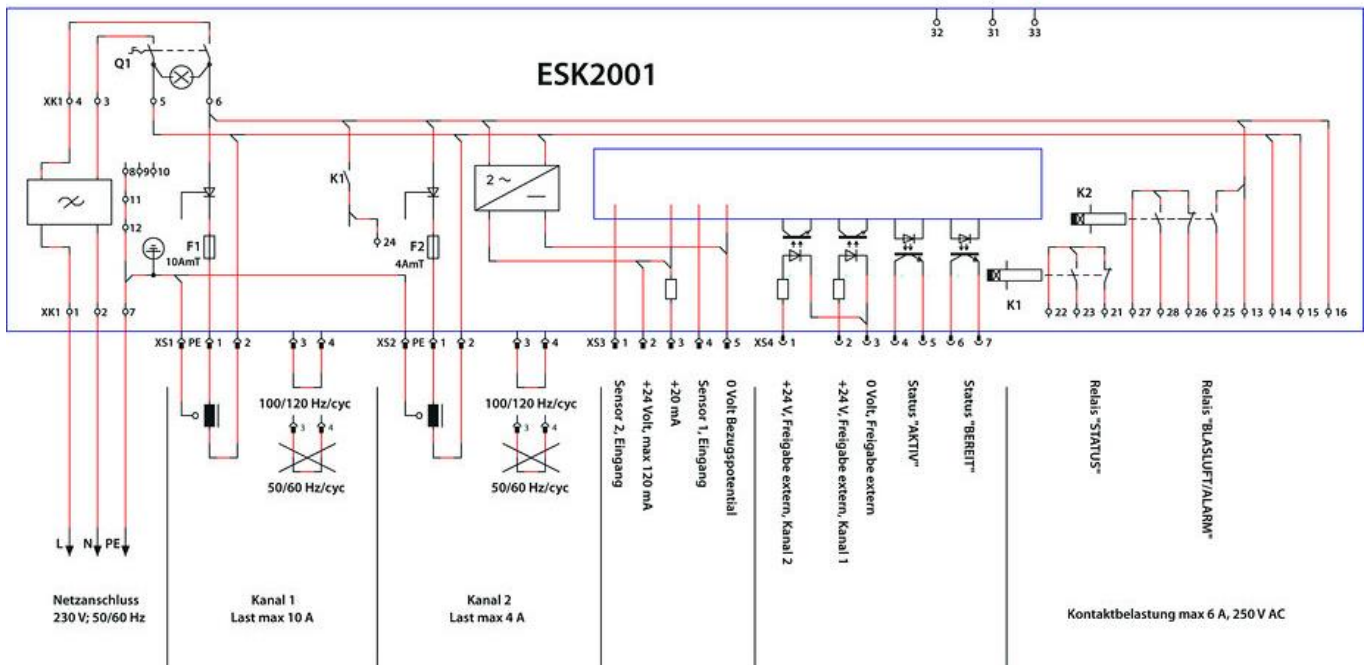 32 31 33
ESK2001
Q1
XK1 4 3 5 6
8 9 10
11
12
K1
24
2 ~
F1
10AmT
F2
4AmT
K2
K1
XK1 1 2 7
22 23 21 27 28 26 25 13 14 15 16
XS1 PE 1 2 3 4
XS2 PE 1 2 3 4
XS3 1 2 3 4 5
XS4 1 2 3 4 5 6 7
100/120 Hz/cyc
3 4
50/60 Hz/cyc
100/120 Hz/cyc
3 4
50/60 Hz/cyc
Sensor 2, Eingang
+24 Volt, max 120 mA
+20 mA
Sensor 1, Eingang
0 Volt Bezugspotential
+24 V, Freigabe extern, Kanal 2
+24 V, Freigabe extern, Kanal 1
0 Volt, Freigabe extern
Status "AKTIV"
Status "BEREIT"
Relais "STATUS"
Relais "BLASLUFT/ALARM"
L N PE
Netzanschluss
230 V; 50/60 Hz
Kanal 1
Last max 10 A
Kanal 2
Last max 4 A
Kontaktbelastung max 6 A, 250 V AC